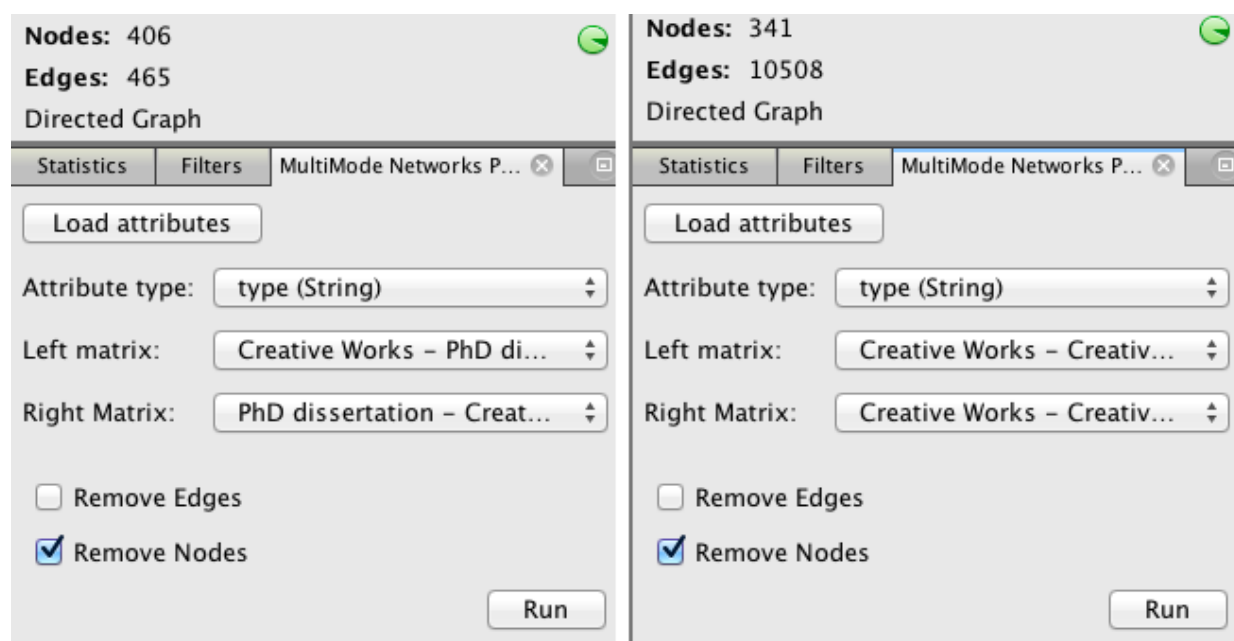 Nodes: 406
Edges: 465
Directed Graph
Statistics Filters MultiMode Networks P...
Load attributes
Attribute type: type (String)
Left matrix: Creative Works – PhD di...
Right Matrix: PhD dissertation – Creat...
Remove Edges
Remove Nodes
Run
Nodes: 341
Edges: 10508
Directed Graph
Statistics Filters MultiMode Networks P...
Load attributes
Attribute type: type (String)
Left matrix: Creative Works – Creativ...
Right Matrix: Creative Works – Creativ...
Remove Edges
Remove Nodes
Run